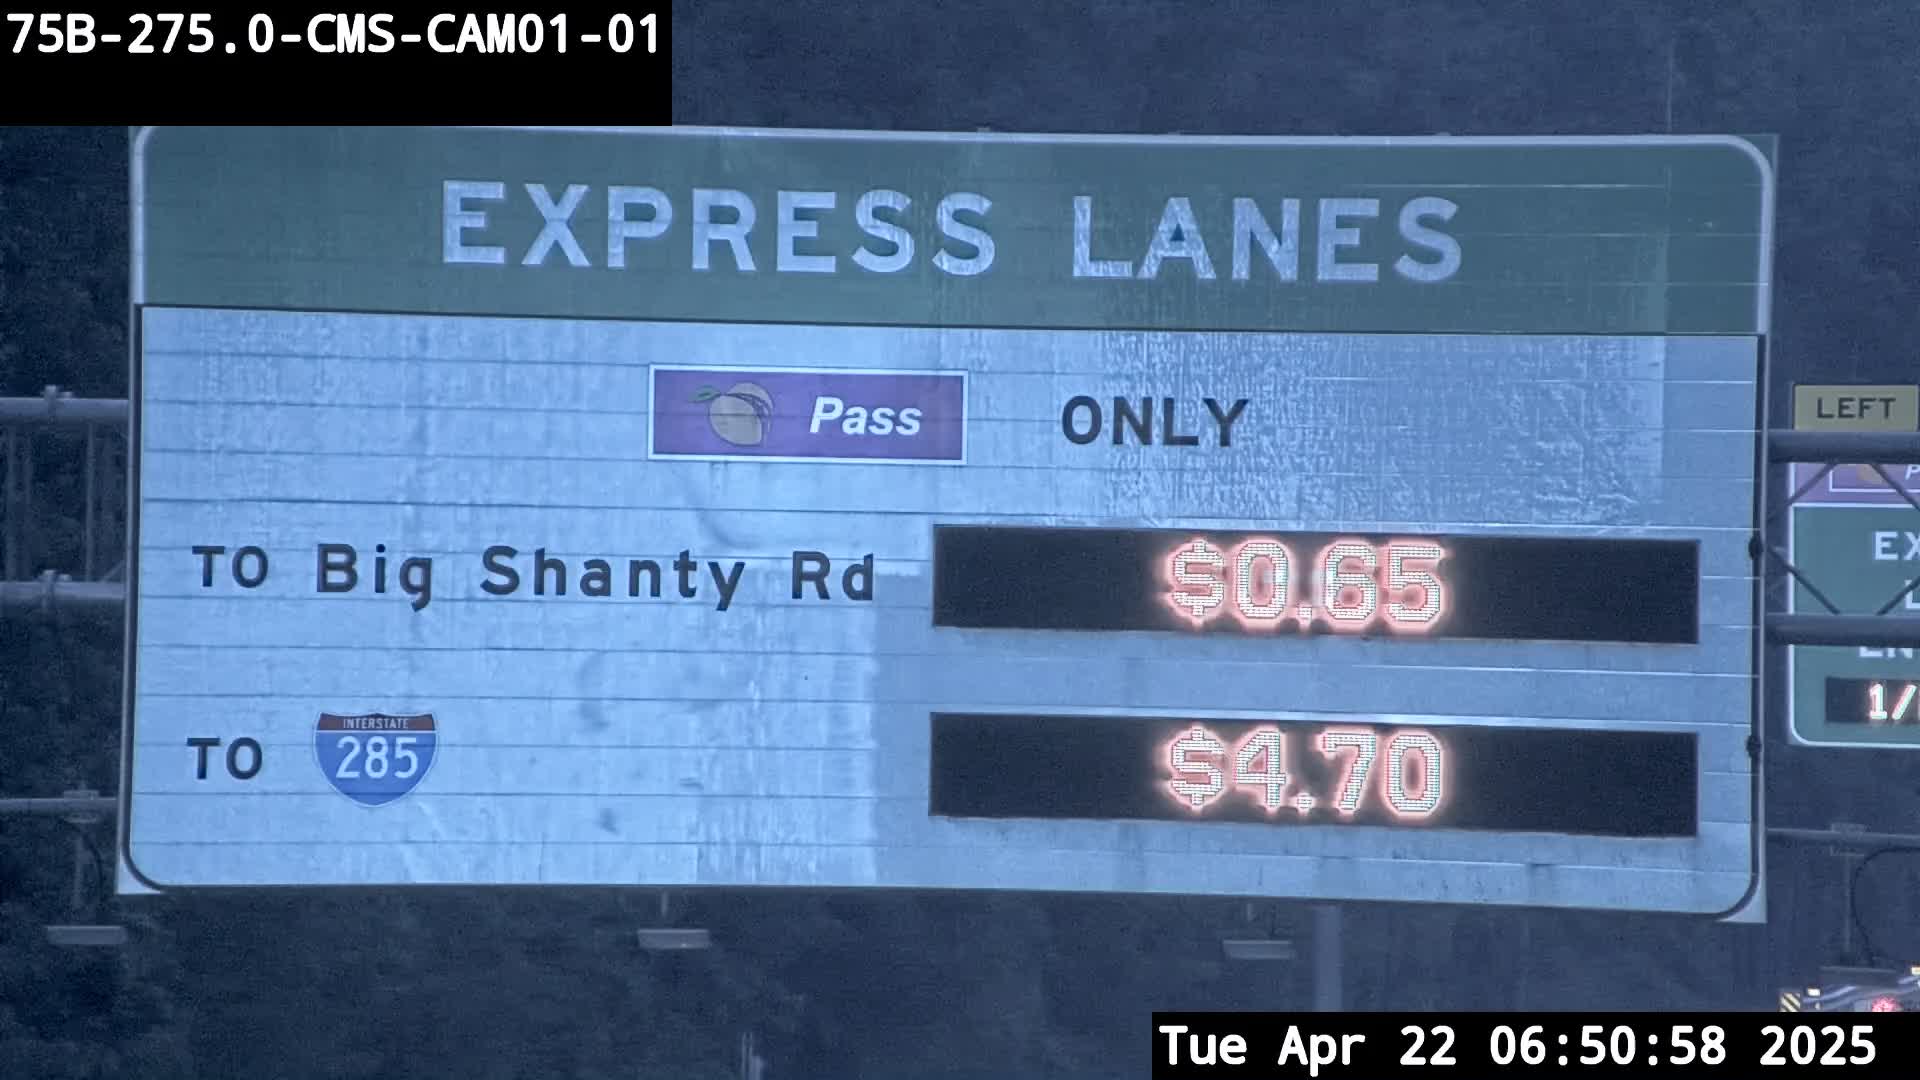 75B-275.0-CMS-CAM01-01
EXPRESS LANES
Pass ONLY
TO Big Shanty Rd $0.65
TO INTERSTATE 285 $4.70
LEFT
Tue Apr 22 06:50:58 2025